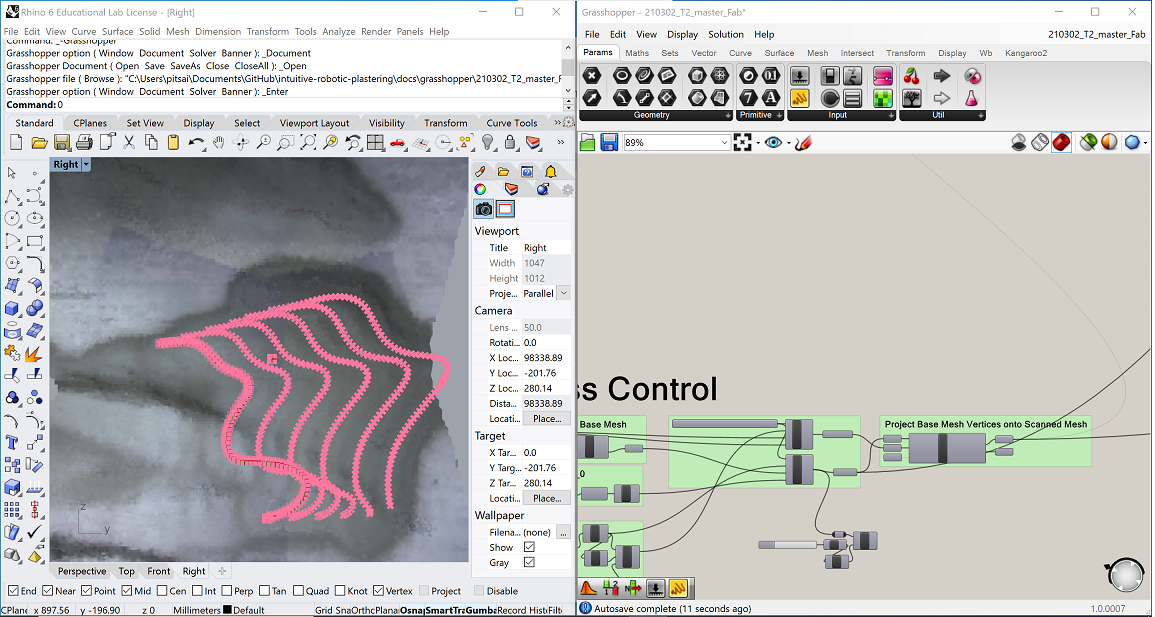 Rhino 6 Educational Lab License - [Right]
File Edit View Curve Surface Solid Mesh Dimension Transform Tools Analyze Render Panels Help
Command: _-Grasshopper
Grasshopper option ( Window Document Solver Banner ): _Document
Grasshopper Document ( Open Save SaveAs Close CloseAll ): _Open
Grasshopper file ( Browse ): "C:\Users\pitsai\Documents\GitHub\intuitive-robotic-plastering\docs\grasshopper\210302_T2_master_F
Grasshopper option ( Window Document Solver Banner ): _Enter
Command: 0
Standard CPlanes Set View Display Select Viewport Layout Visibility Transform Curve Tools
Right
Viewport
Title Right
Width 1047
Height 1012
Proje... Parallel
Camera
Lens ... 50.0
Rotati... 0.0
X Loc... 98338.89
Y Loc... -201.76
Z Loc... 280.14
Dista... 98338.89
Locati... Place...
Target
X Tar... 0.0
Y Targ... -201.76
Z Tar... 280.14
Locati... Place...
Wallpaper
Filena... (none) ...
Show
Gray
z
y
Perspective Top Front Right
End Near Point Mid Cen Int Perp Tan Quad Knot Vertex Project Disable
CPlane x 897.56 y -196.90 z 0 Millimeters Default Grid Sna Ortho Planar Osnap SmartTra Gumba Record Histo Filt
Grasshopper - 210302_T2_master_Fab*
File Edit View Display Solution Help 210302_T2_master_Fab
Params Maths Sets Vector Curve Surface Mesh Intersect Transform Display Wb Kangaroo2
Geometry Primitive Input Util
89%
ss Control
Base Mesh
Project Base Mesh Vertices onto Scanned Mesh
_0
Autosave complete (11 seconds ago) 1.0.0007